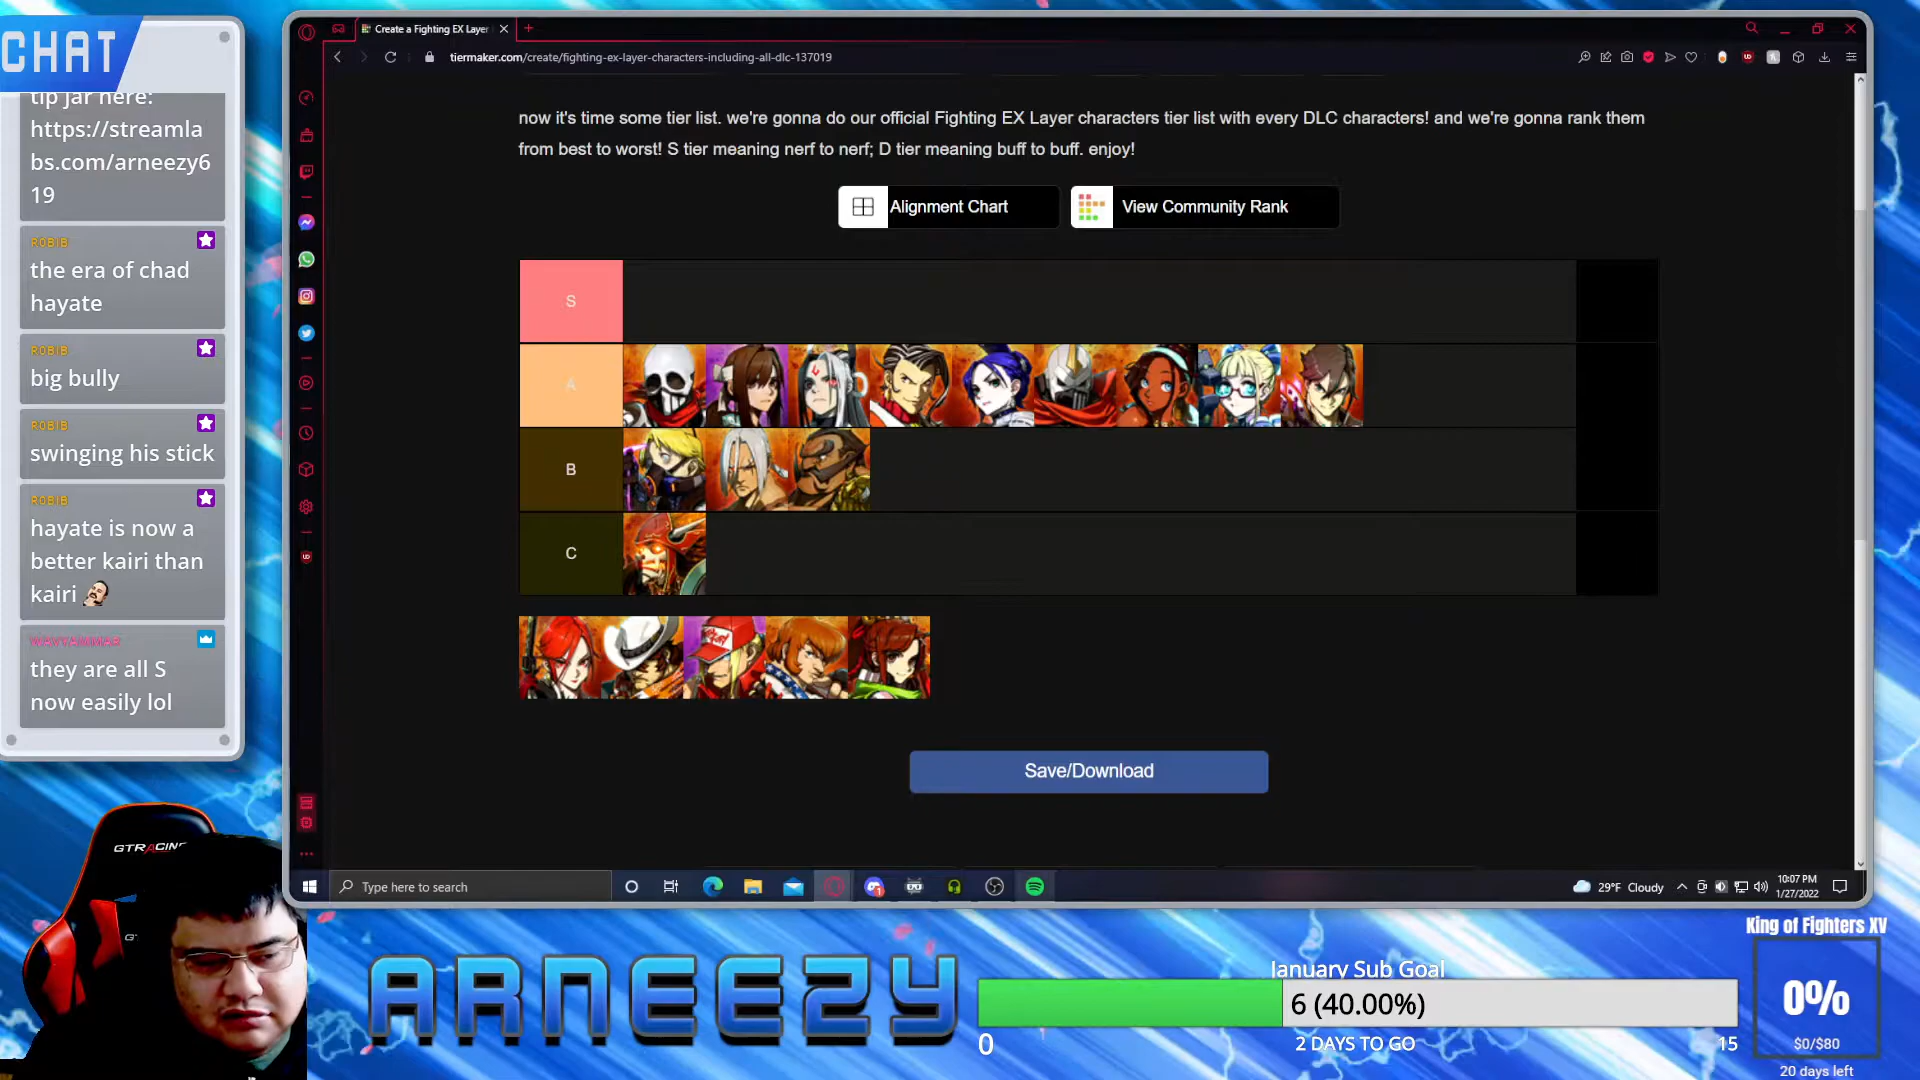 CHAT
tip jar here:
https://streamla
bs.com/arneezy6
19
ROBIB
the era of chad
hayate
ROBIB
big bully
ROBIB
swinging his stick
ROBIB
hayate is now a
better kairi than
kairi
they are all S
now easily lol
Create a Fighting EX Layer
tiermaker.com/create/fighting-ex-layer-characters-including-all-dlc-137019
now it's time some tier list. we're gonna do our official Fighting EX Layer characters tier list with every DLC characters! and we're gonna rank them
from best to worst! S tier meaning nerf to nerf; D tier meaning buff to buff. enjoy!
Alignment Chart
View Community Rank
S
A
B
C
Save/Download
Type here to search
29°F Cloudy
10:07 PM
1/27/2022
GTRACING
ARNEEZY
January Sub Goal
6 (40.00%)
0
2 DAYS TO GO
15
King of Fighters XV
0%
$0/$80
20 days left